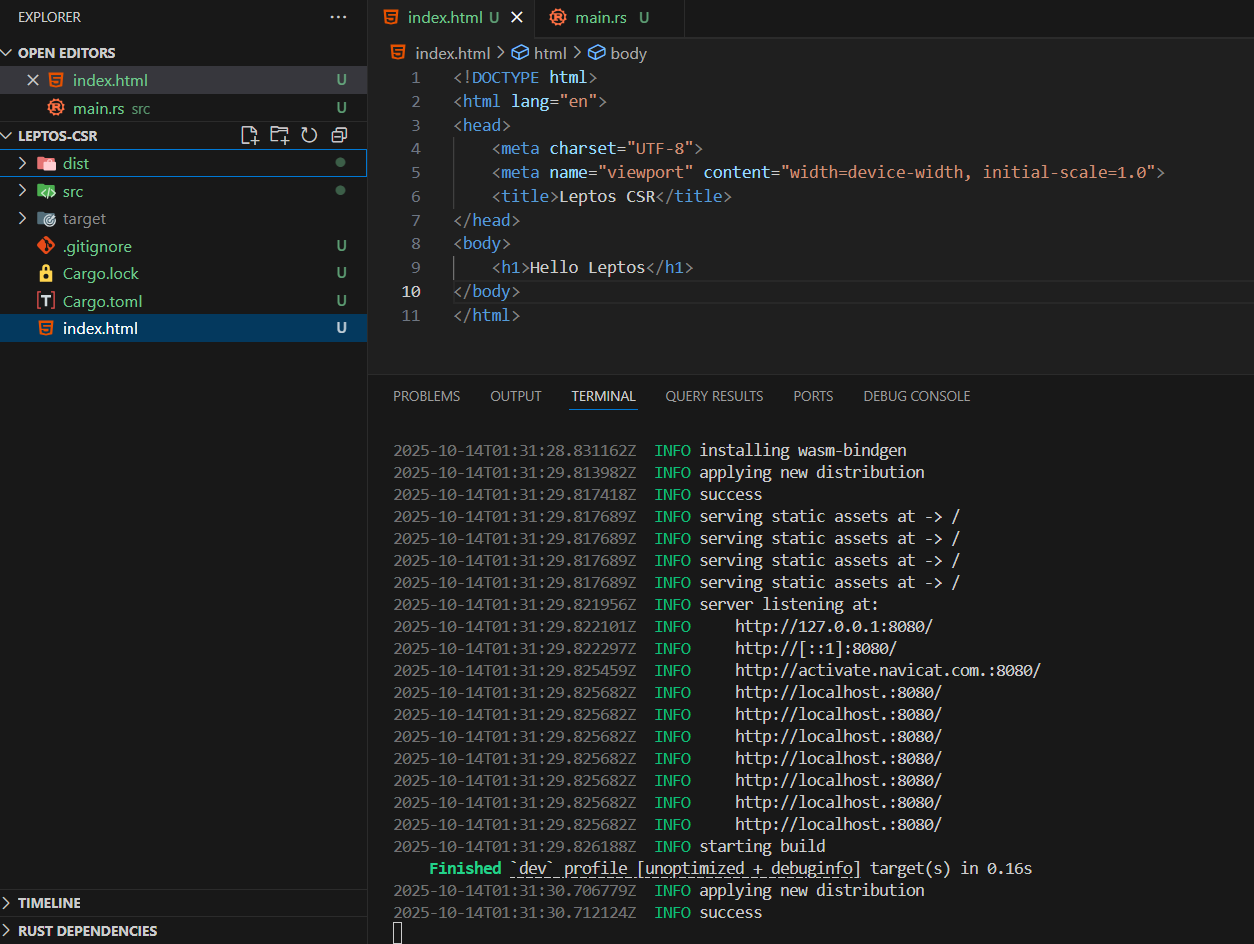 EXPLORER
OPEN EDITORS
index.html U
main.rs src U
LEPTOS-CSR
dist
src
target
.gitignore U
Cargo.lock U
Cargo.toml U
index.html U
TIMELINE
RUST DEPENDENCIES
index.html U main.rs U
index.html > html > body
1 <!DOCTYPE html>
2 <html lang="en">
3 <head>
4 <meta charset="UTF-8">
5 <meta name="viewport" content="width=device-width, initial-scale=1.0">
6 <title>Leptos CSR</title>
7 </head>
8 <body>
9 <h1>Hello Leptos</h1>
10 </body>
11 </html>
PROBLEMS OUTPUT TERMINAL QUERY RESULTS PORTS DEBUG CONSOLE
2025-10-14T01:31:28.831162Z INFO installing wasm-bindgen
2025-10-14T01:31:29.813982Z INFO applying new distribution
2025-10-14T01:31:29.817418Z INFO success
2025-10-14T01:31:29.817689Z INFO serving static assets at -> /
2025-10-14T01:31:29.817689Z INFO serving static assets at -> /
2025-10-14T01:31:29.817689Z INFO serving static assets at -> /
2025-10-14T01:31:29.817689Z INFO serving static assets at -> /
2025-10-14T01:31:29.821956Z INFO server listening at:
2025-10-14T01:31:29.822101Z INFO http://127.0.0.1:8080/
2025-10-14T01:31:29.822297Z INFO http://[::1]:8080/
2025-10-14T01:31:29.825459Z INFO http://activate.navicat.com.:8080/
2025-10-14T01:31:29.825682Z INFO http://localhost.:8080/
2025-10-14T01:31:29.825682Z INFO http://localhost.:8080/
2025-10-14T01:31:29.825682Z INFO http://localhost.:8080/
2025-10-14T01:31:29.825682Z INFO http://localhost.:8080/
2025-10-14T01:31:29.825682Z INFO http://localhost.:8080/
2025-10-14T01:31:29.825682Z INFO http://localhost.:8080/
2025-10-14T01:31:29.825682Z INFO http://localhost.:8080/
2025-10-14T01:31:29.826188Z INFO starting build
Finished `dev` profile [unoptimized + debuginfo] target(s) in 0.16s
2025-10-14T01:31:30.706779Z INFO applying new distribution
2025-10-14T01:31:30.712124Z INFO success